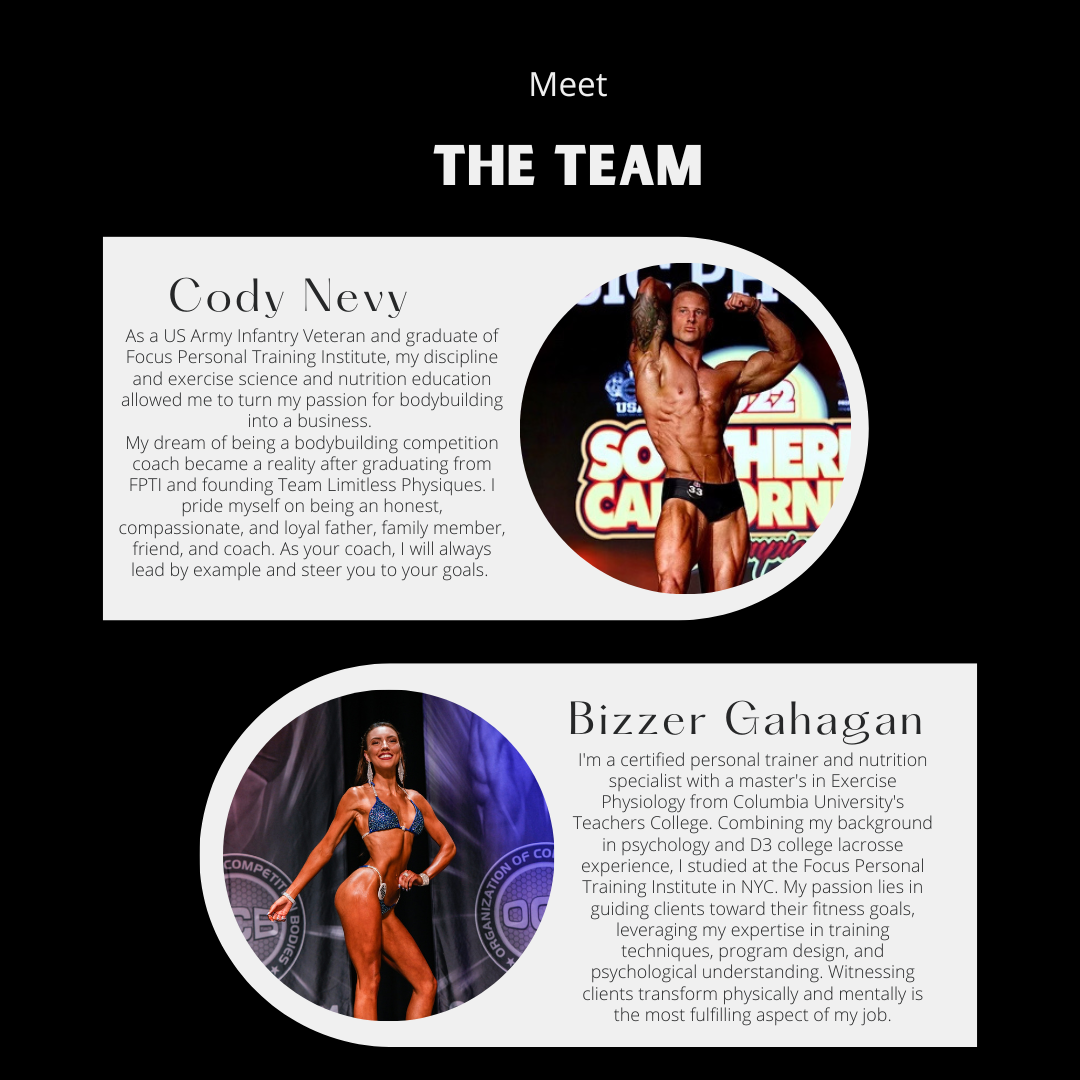 Meet
THE TEAM
Cody Nevy
As a US Army Infantry Veteran and graduate of
Focus Personal Training Institute, my discipline
and exercise science and nutrition education
allowed me to turn my passion for bodybuilding
into a business.
My dream of being a bodybuilding competition
coach became a reality after graduating from
FPTI and founding Team Limitless Physiques. I
pride myself on being an honest,
compassionate, and loyal father, family member,
friend, and coach. As your coach, I will always
lead by example and steer you to your goals.
33
Bizzer Gahagan
I'm a certified personal trainer and nutrition
specialist with a master's in Exercise
Physiology from Columbia University's
Teachers College. Combining my background
in psychology and D3 college lacrosse
experience, I studied at the Focus Personal
Training Institute in NYC. My passion lies in
guiding clients toward their fitness goals,
leveraging my expertise in training
techniques, program design, and
psychological understanding. Witnessing
clients transform physically and mentally is
the most fulfilling aspect of my job.
COMPETIT
BODIES
CB
ORGANIZATION OF CO
OC